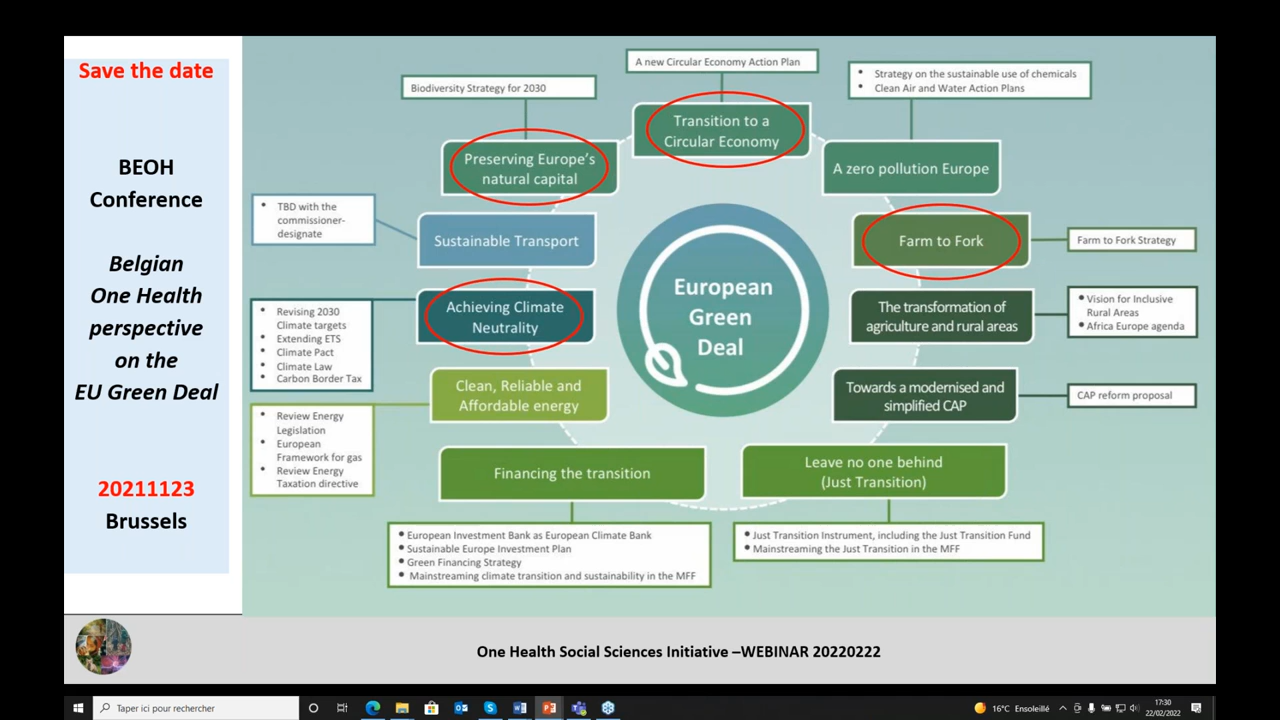 Save the date
BEOH
Conference
Belgian
One Health
perspective
on the
EU Green Deal
20211123
Brussels
A new Circular Economy Action Plan
Biodiversity Strategy for 2030
• Strategy on the sustainable use of chemicals
• Clean Air and Water Action Plans
Transition to a
Circular Economy
Preserving Europe's
natural capital
A zero pollution Europe
• TBD with the
commissioner-
designate
Sustainable Transport
Farm to Fork
Farm to Fork Strategy
European
Green
Deal
Achieving Climate
Neutrality
• Revising 2030
Climate targets
• Extending ETS
• Climate Pact
• Climate Law
• Carbon Border Tax
The transformation of
agriculture and rural areas
• Vision for Inclusive
Rural Areas
• Africa Europe agenda
Clean, Reliable and
Affordable energy
• Review Energy
Legislation
• European
Framework for gas
• Review Energy
Taxation directive
Towards a modernised and
simplified CAP
CAP reform proposal
Financing the transition
Leave no one behind
(Just Transition)
• European Investment Bank as European Climate Bank
• Sustainable Europe Investment Plan
• Green Financing Strategy
• Mainstreaming climate transition and sustainability in the MFF
• Just Transition Instrument, including the Just Transition Fund
• Mainstreaming the Just Transition in the MFF
One Health Social Sciences Initiative –WEBINAR 20220222
Taper ici pour rechercher
16°C Ensoleillé
17:30
22/02/2022